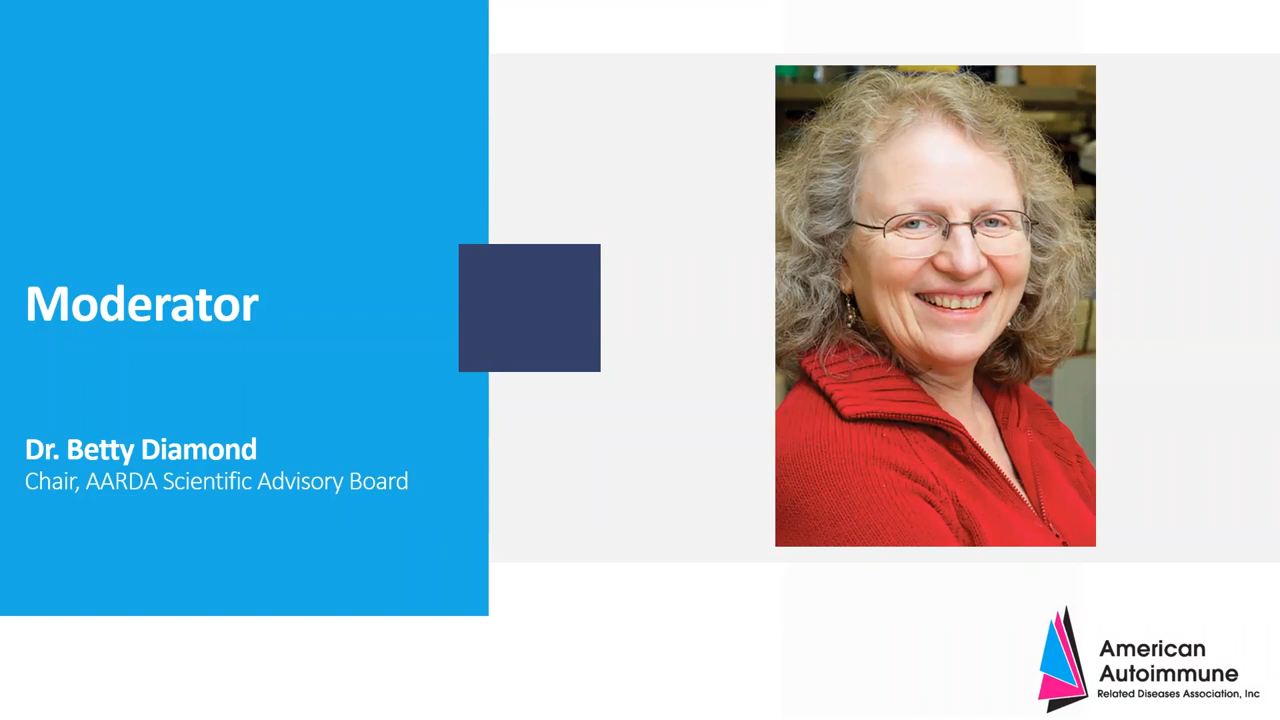 Moderator
Dr. Betty Diamond
Chair, AARDA Scientific Advisory Board
American
Autoimmune
Related Diseases Association, Inc